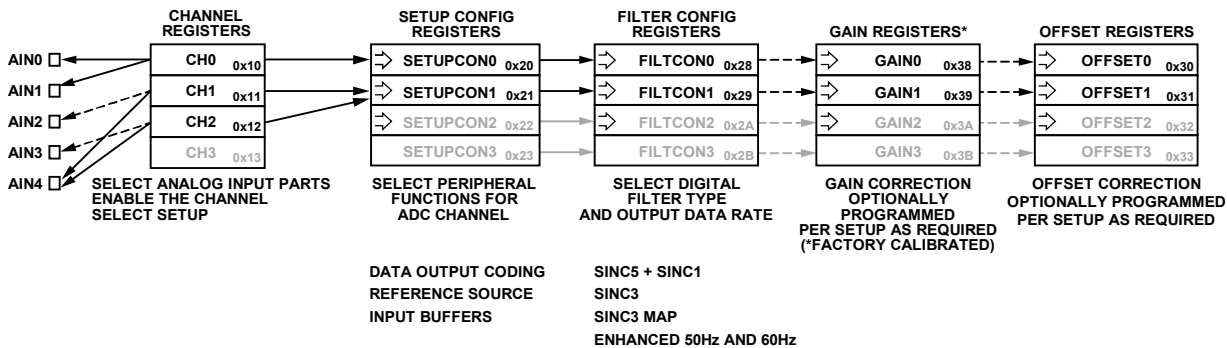 CHANNEL
REGISTERS
SETUP CONFIG
REGISTERS
FILTER CONFIG
REGISTERS
GAIN REGISTERS*
OFFSET REGISTERS
AIN0
AIN1
AIN2
AIN3
AIN4
CH0 0x10
CH1 0x11
CH2 0x12
CH3 0x13
SELECT ANALOG INPUT PARTS
ENABLE THE CHANNEL
SELECT SETUP
SETUPCON0 0x20
SETUPCON1 0x21
SETUPCON2 0x22
SETUPCON3 0x23
SELECT PERIPHERAL
FUNCTIONS FOR
ADC CHANNEL
FILTCON0 0x28
FILTCON1 0x29
FILTCON2 0x2A
FILTCON3 0x2B
SELECT DIGITAL
FILTER TYPE
AND OUTPUT DATA RATE
GAIN0 0x38
GAIN1 0x39
GAIN2 0x3A
GAIN3 0x3B
GAIN CORRECTION
OPTIONALLY
PROGRAMMED
PER SETUP AS REQUIRED
(*FACTORY CALIBRATED)
OFFSET0 0x30
OFFSET1 0x31
OFFSET2 0x32
OFFSET3 0x33
OFFSET CORRECTION
OPTIONALLY PROGRAMMED
PER SETUP AS REQUIRED
DATA OUTPUT CODING
REFERENCE SOURCE
INPUT BUFFERS
SINC5 + SINC1
SINC3
SINC3 MAP
ENHANCED 50Hz AND 60Hz